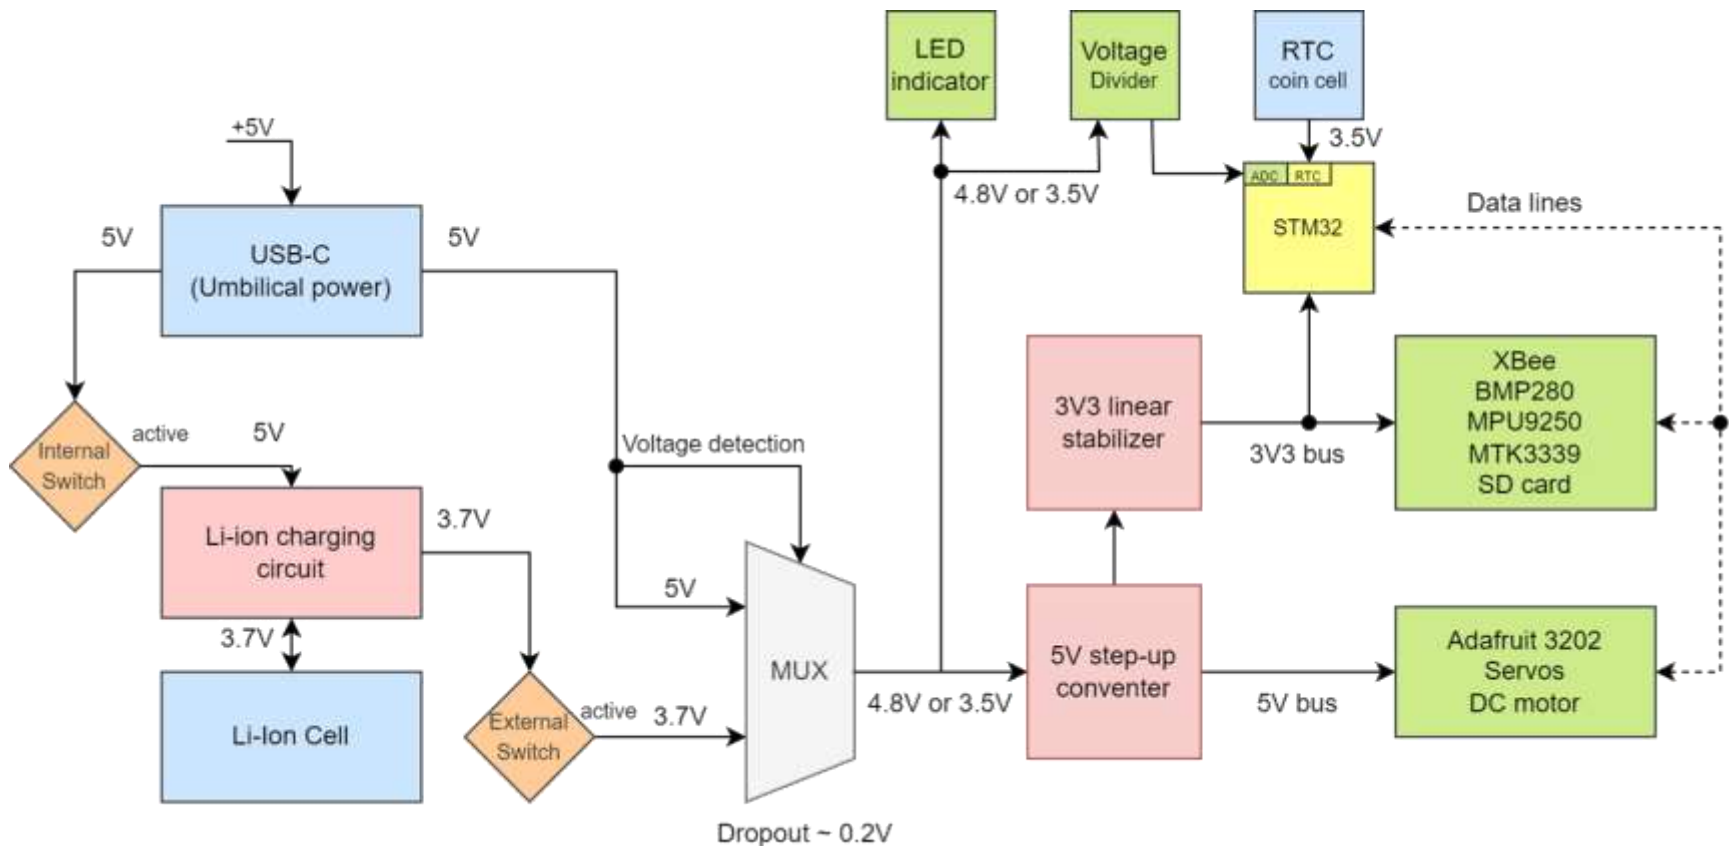 LED
indicator
Voltage
Divider
RTC
coin cell
+5V
3.5V
ADC
RTC
4.8V or 3.5V
STM32
Data lines
5V
5V
USB-C
(Umbilical power)
XBee
BMP280
MPU9250
MTK3339
SD card
3V3 linear
stabilizer
3V3 bus
Internal
Switch
active
5V
Voltage detection
Li-ion charging
circuit
3.7V
5V
3.7V
MUX
5V step-up
conventer
Adafruit 3202
Servos
DC motor
4.8V or 3.5V
5V bus
Li-Ion Cell
External
Switch
active
3.7V
Dropout ~ 0.2V